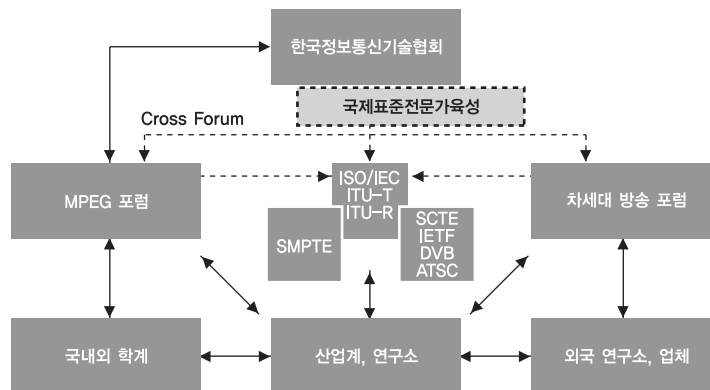 한국정보통신기술협회
국제표준전문가육성
Cross Forum
MPEG 포럼
ISO/IEC
ITU-T
ITU-R
차세대 방송 포럼
SMPTE
SCTE
IETF
DVB
ATSC
국내외 학계
산업계, 연구소
외국 연구소, 업체